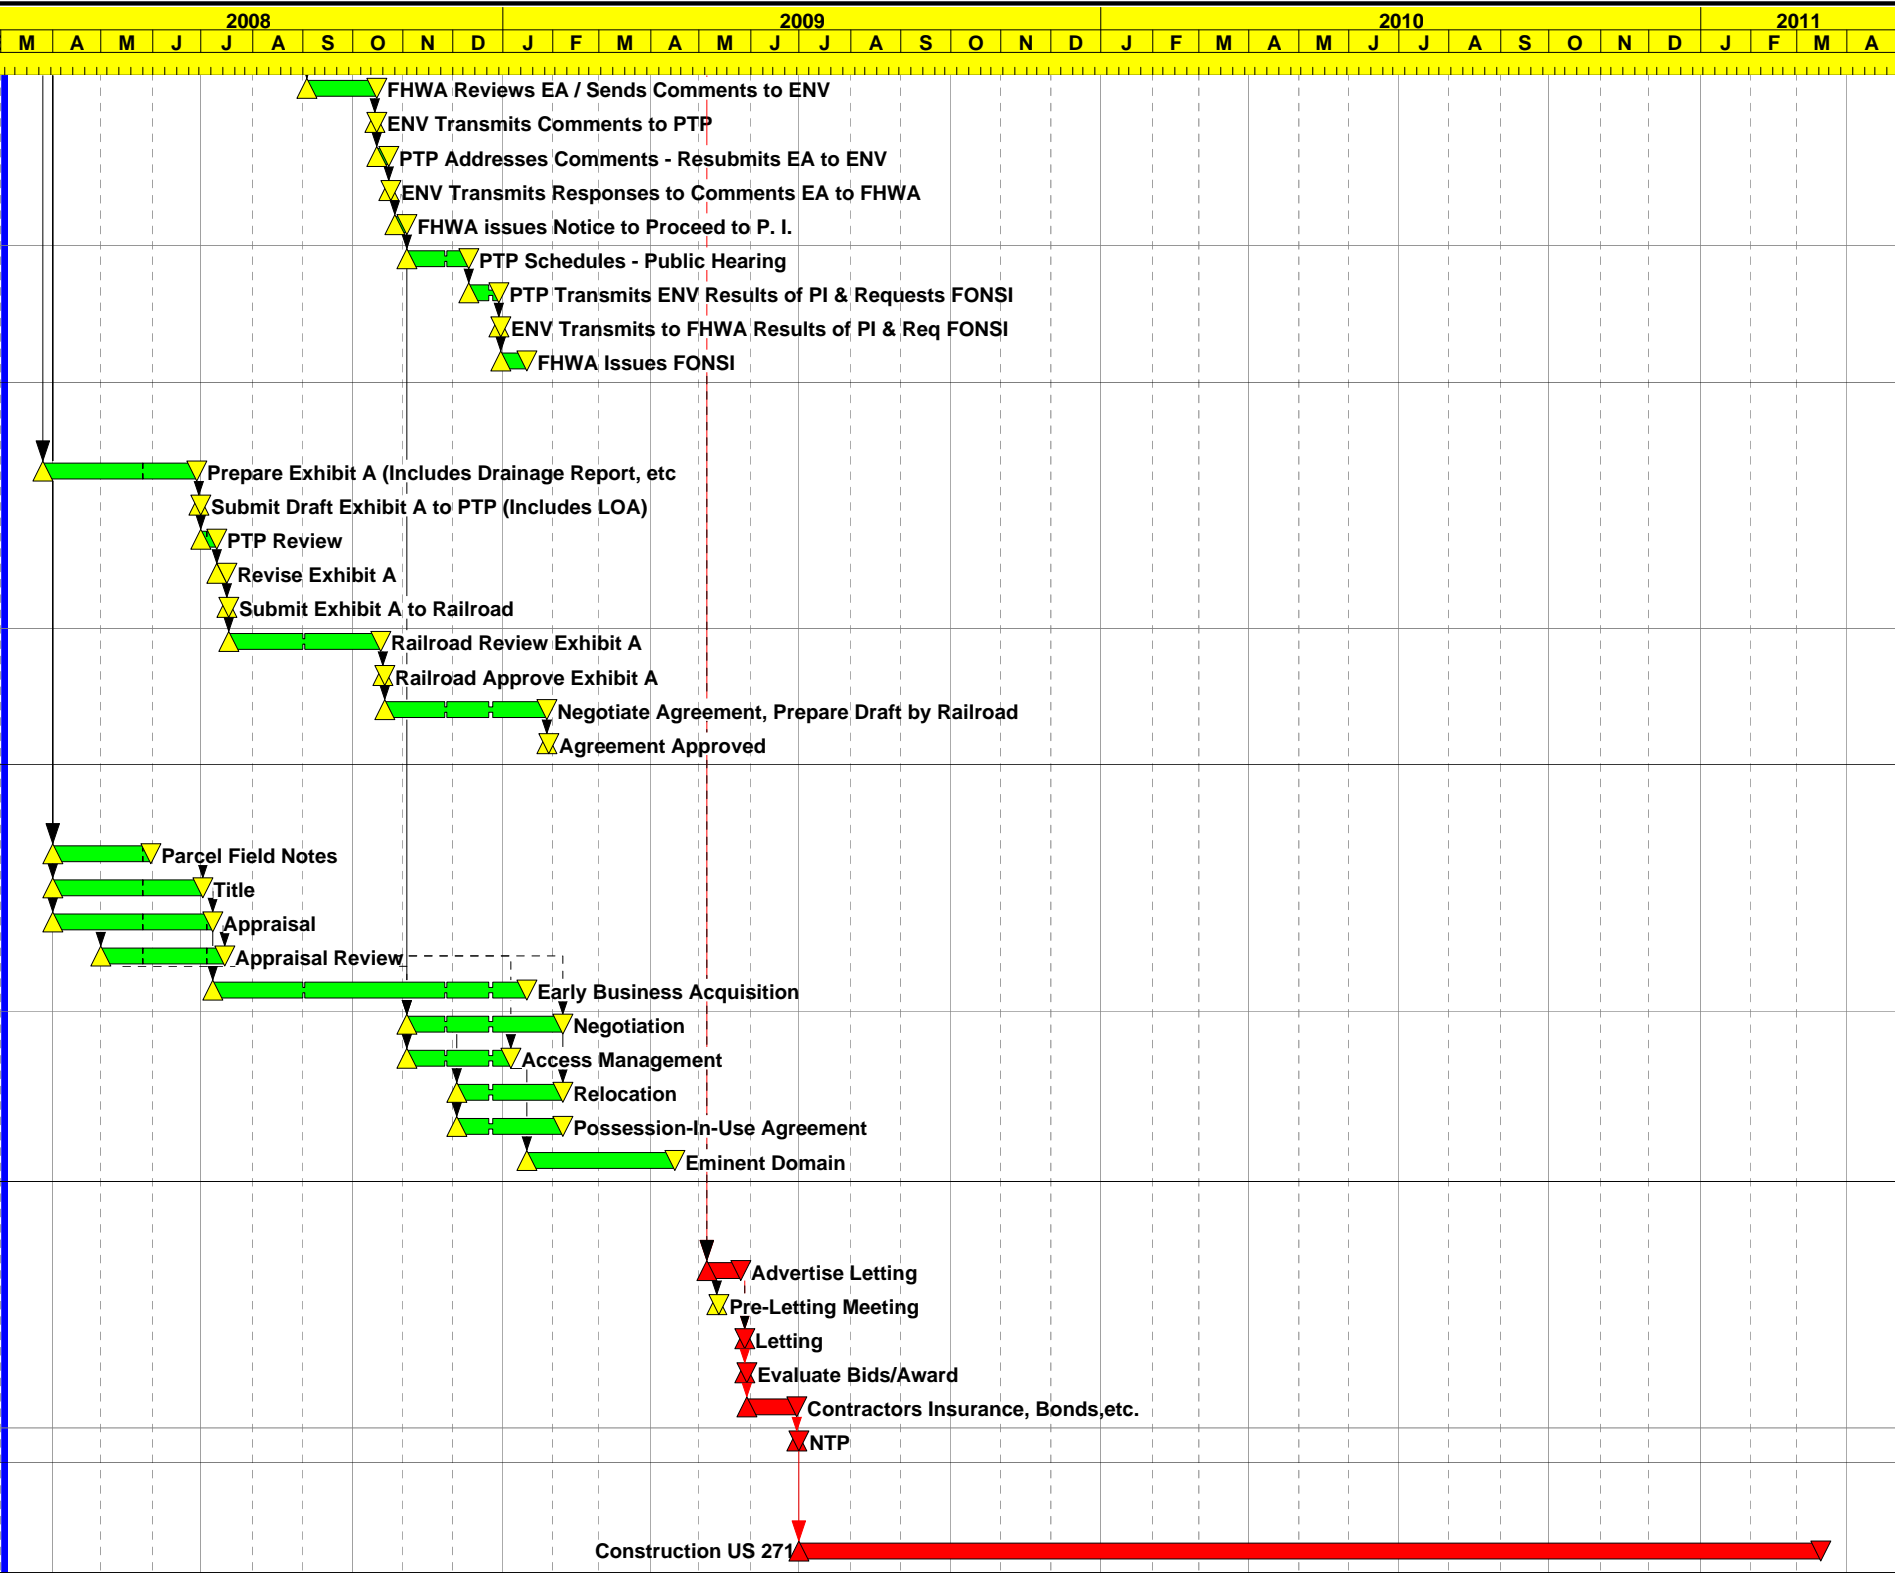 2008 2009 2010 2011
M A M J J A S O N D J F M A M J J A S O N D J F M A M J J A S O N D J F M A
FHWA Reviews EA / Sends Comments to ENV
ENV Transmits Comments to PTP
PTP Addresses Comments - Resubmits EA to ENV
ENV Transmits Responses to Comments EA to FHWA
FHWA issues Notice to Proceed to P. I.
PTP Schedules - Public Hearing
PTP Transmits ENV Results of PI & Requests FONSI
ENV Transmits to FHWA Results of PI & Req FONSI
FHWA Issues FONSI
Prepare Exhibit A (Includes Drainage Report, etc
Submit Draft Exhibit A to PTP (Includes LOA)
PTP Review
Revise Exhibit A
Submit Exhibit A to Railroad
Railroad Review Exhibit A
Railroad Approve Exhibit A
Negotiate Agreement, Prepare Draft by Railroad
Agreement Approved
Parcel Field Notes
Title
Appraisal
Appraisal Review
Early Business Acquisition
Negotiation
Access Management
Relocation
Possession-In-Use Agreement
Eminent Domain
Advertise Letting
Pre-Letting Meeting
Letting
Evaluate Bids/Award
Contractors Insurance, Bonds,etc.
NTP
Construction US 271